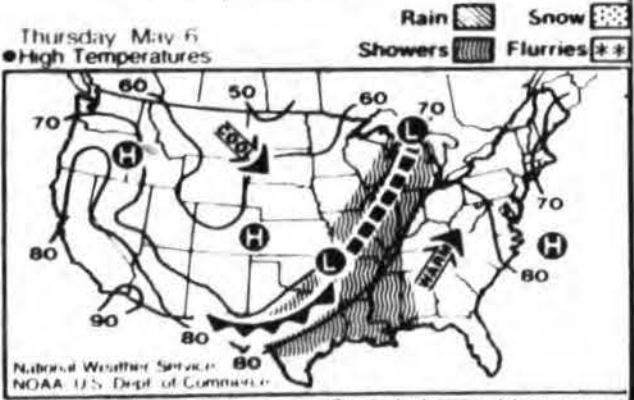 Rain Snow
Thursday May 6
●High Temperatures Showers Flurries
60 50 60 70
70
COOL
H
L
70
H
H
80
L
WARM
80
90
80
80
National Weather Service
NOAA U.S. Dept. of Commerce